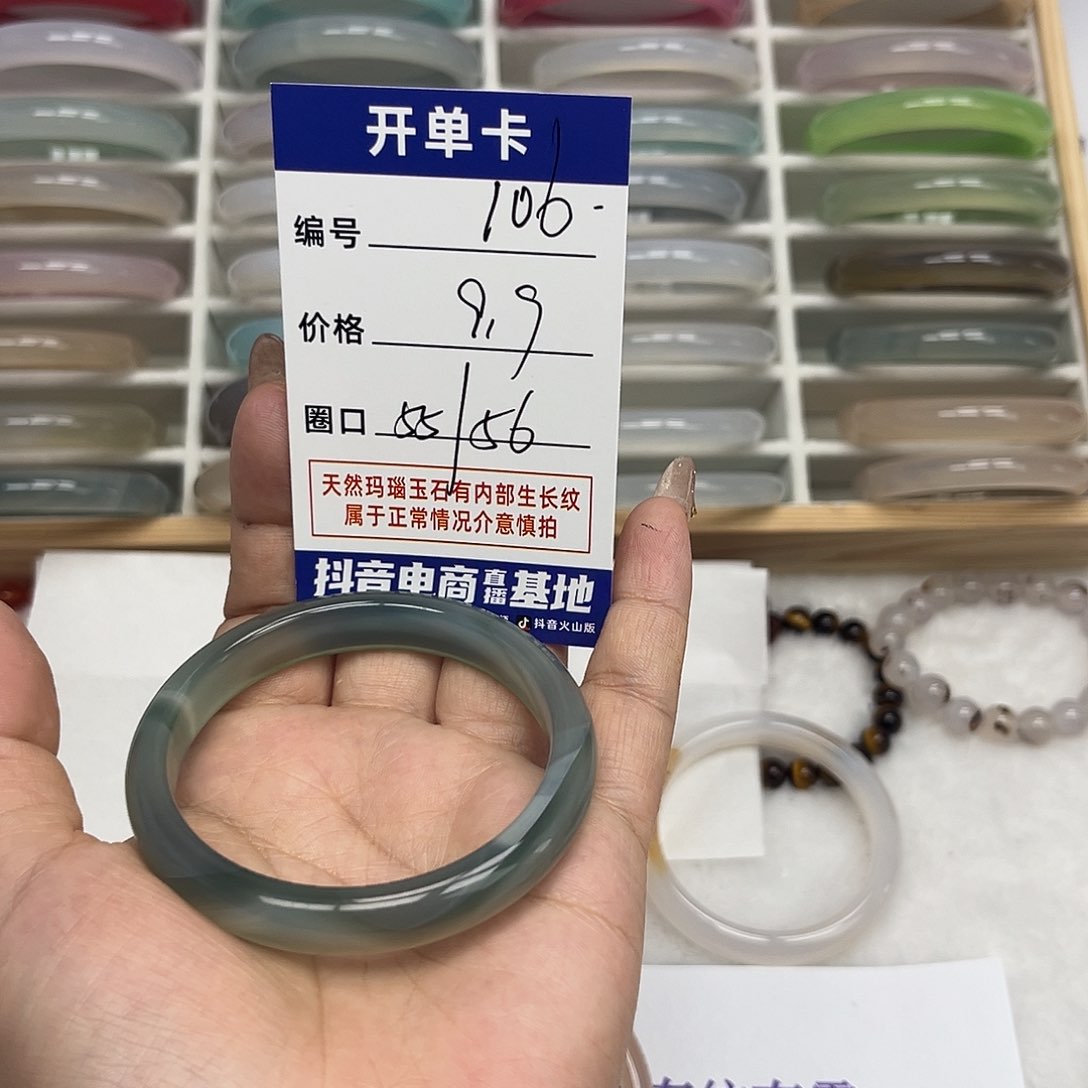 开单卡
编号 106
价格 9.9
圈口 55/56
天然玛瑙玉石有内部生长纹
属于正常情况介意慎拍
抖音电商直播基地
抖音火山版